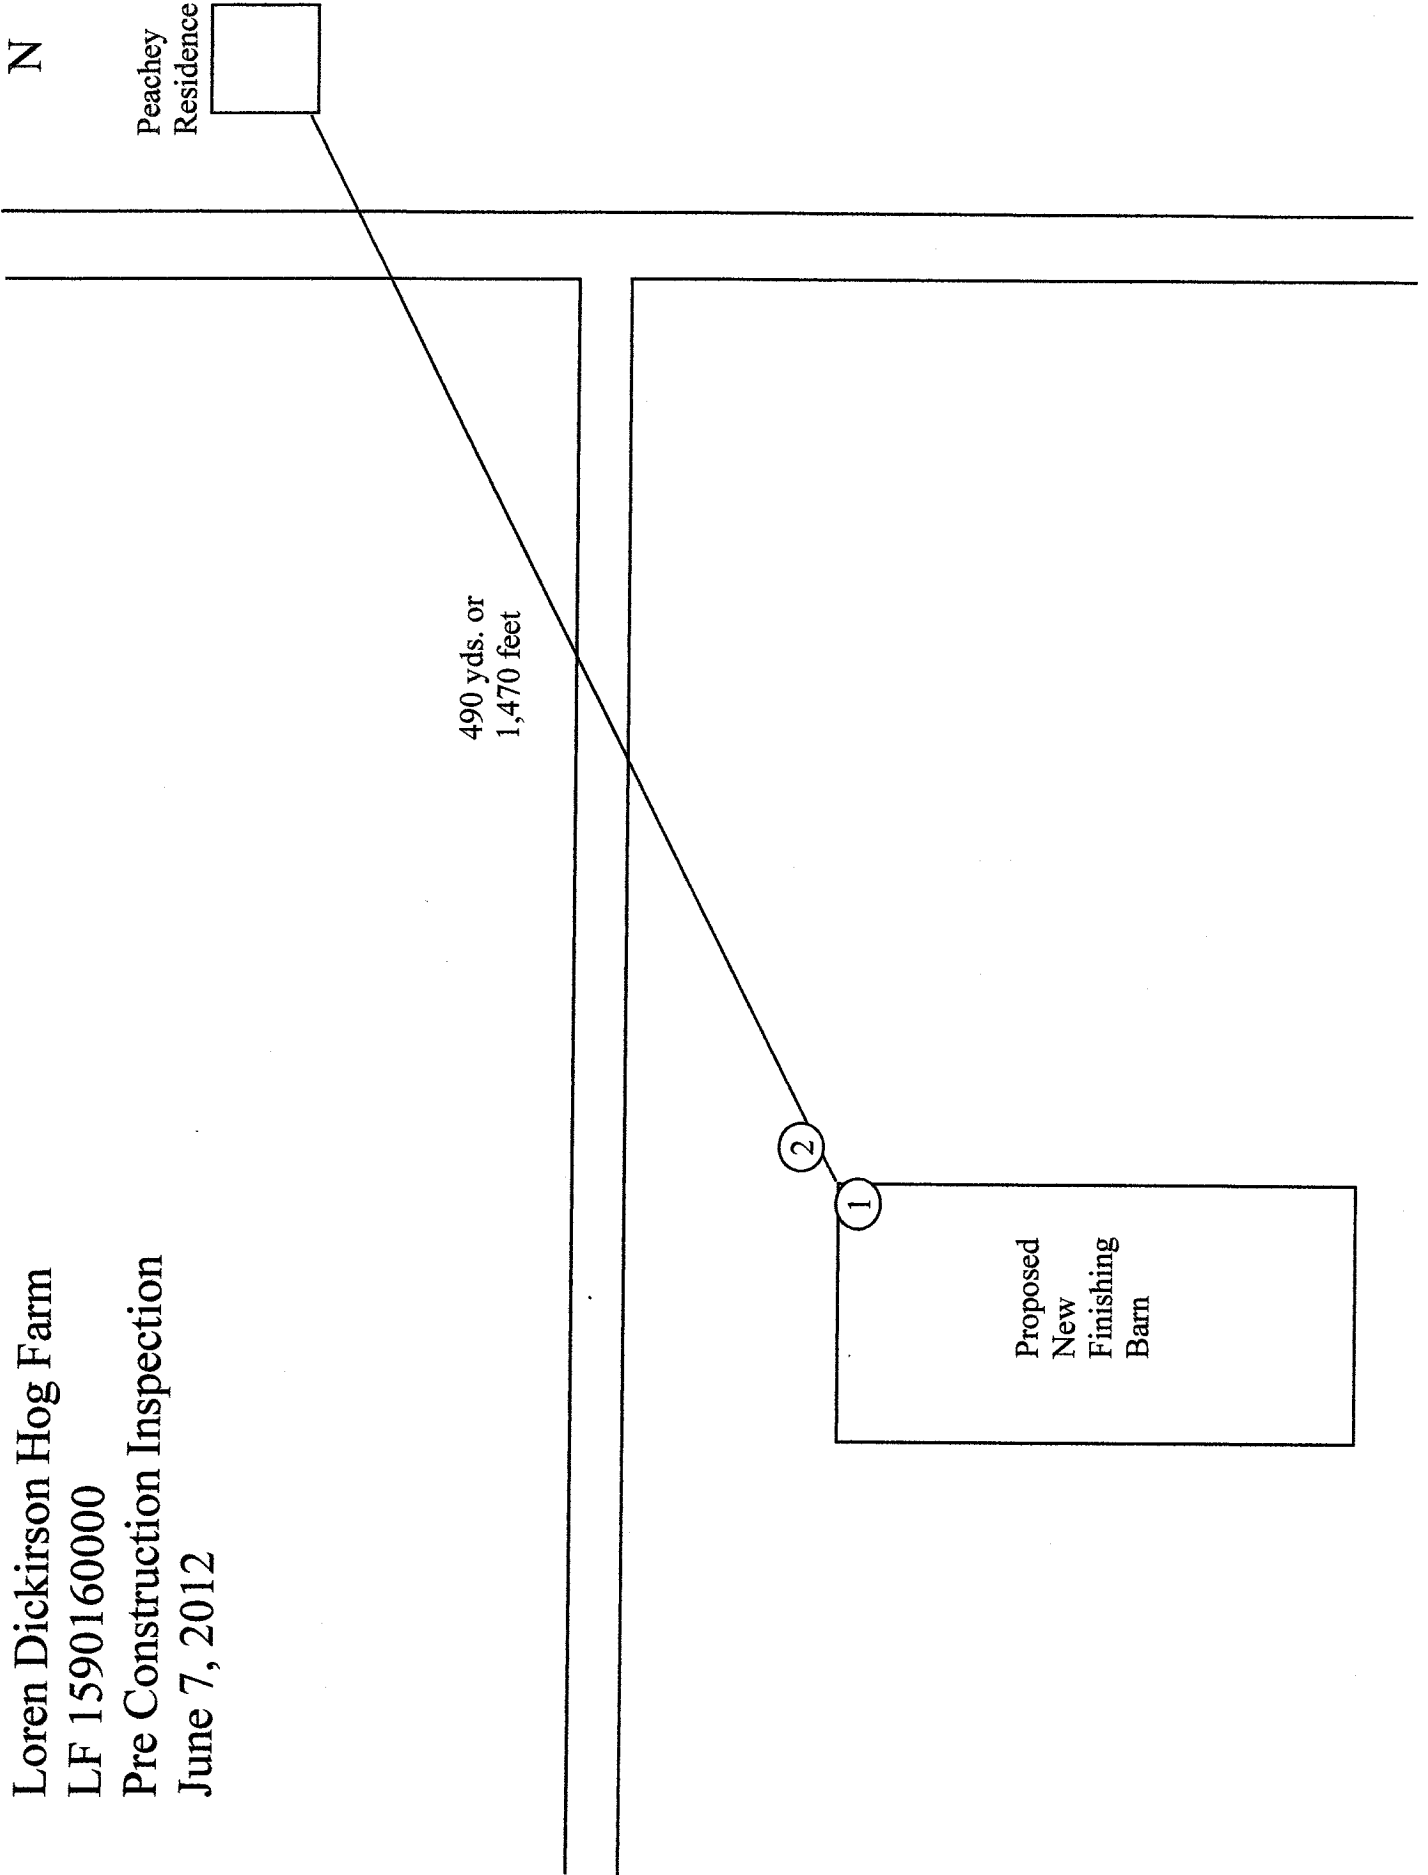 Loren Dickirson Hog Farm
LF 1590160000
Pre Construction Inspection
June 7, 2012
N
Peachey
Residence
490 yds. or
1,470 feet
2
1
Proposed
New
Finishing
Barn